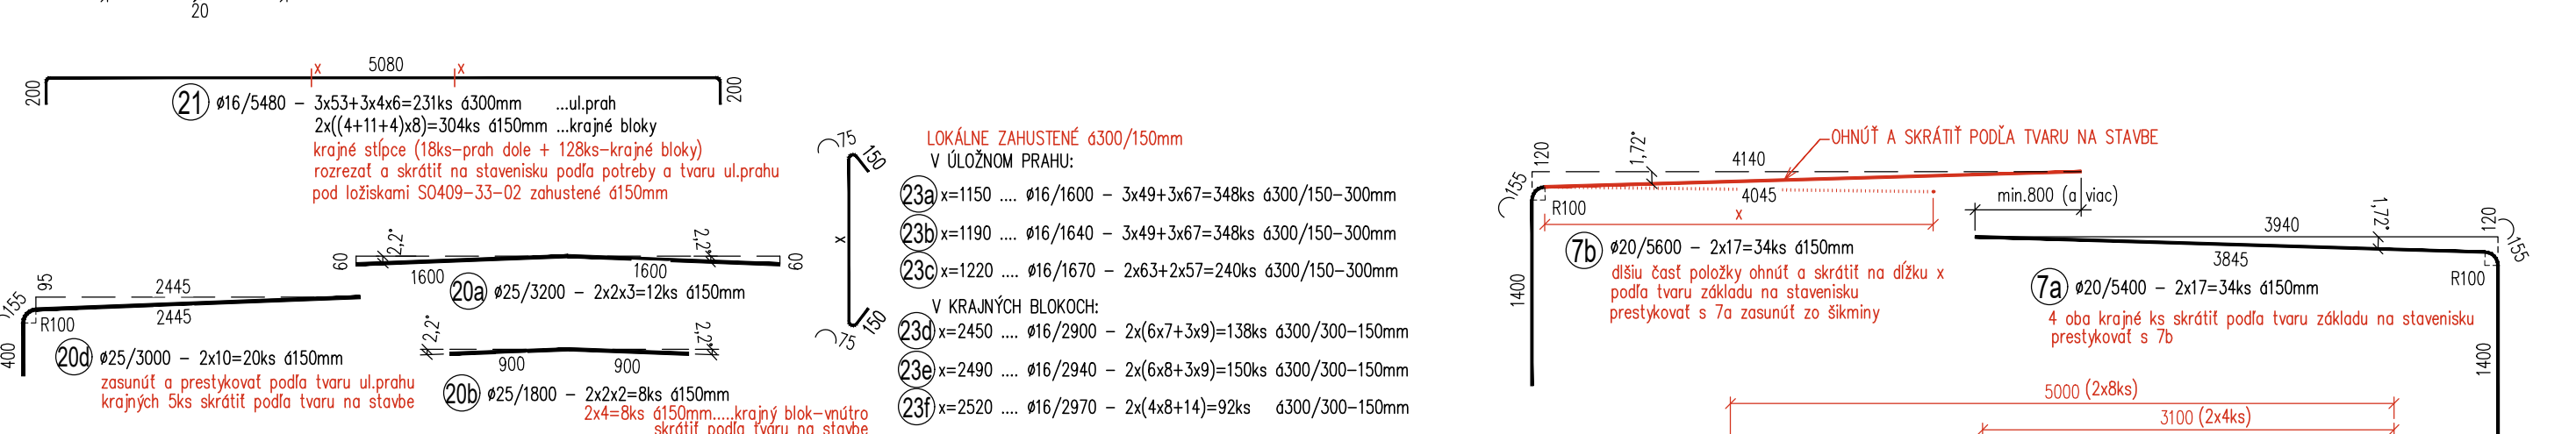 20
200
x 5080 x
200
21 ø16/5480 – 3x53+3x4x6=231ks á300mm ...ul.prah
2x((4+11+4)x8)=304ks á150mm ...krajné bloky
krajné stĺpce (18ks–prah dole + 128ks–krajné bloky)
rozrezať a skrátiť na stavenisku podľa potreby a tvaru ul.prahu
pod ložiskami SO409-33-02 zahustené á150mm
60 2,2° 2,2° 60
1600 1600
20a ø25/3200 – 2x2x3=12ks á150mm
155 95 2445
2445
R100
400
20d ø25/3000 – 2x10=20ks á150mm
zasunúť a prestykovať podľa tvaru ul.prahu
krajných 5ks skrátiť podľa tvaru na stavbe
2,2° 2,2°
900 900
20b ø25/1800 – 2x2x2=8ks á150mm
2x4=8ks á150mm.....krajný blok–vnútro
skrátiť podľa tvaru na stavbe
75 150
x
150
75
LOKÁLNE ZAHUSTENÉ á300/150mm
V ÚLOŽNOM PRAHU:
23a x=1150 .... ø16/1600 – 3x49+3x67=348ks á300/150–300mm
23b x=1190 .... ø16/1640 – 3x49+3x67=348ks á300/150–300mm
23c x=1220 .... ø16/1670 – 2x63+2x57=240ks á300/150–300mm
V KRAJNÝCH BLOKOCH:
23d x=2450 .... ø16/2900 – 2x(6x7+3x9)=138ks á300/300–150mm
23e x=2490 .... ø16/2940 – 2x(6x8+3x9)=150ks á300/300–150mm
23f x=2520 .... ø16/2970 – 2x(4x8+14)=92ks á300/300–150mm
OHNÚŤ A SKRÁTIŤ PODĽA TVARU NA STAVBE
120 1,72° 4140
155
4045
R100
x
1400
7b ø20/5600 – 2x17=34ks á150mm
dlšiu časť položky ohnúť a skrátiť na dĺžku x
podľa tvaru základu na stavenisku
prestykovať s 7a zasunúť zo šikminy
min.800 (a viac)
3940 1,72° 120
155
3845
R100
1400
7a ø20/5400 – 2x17=34ks á150mm
4 oba krajné ks skrátiť podľa tvaru základu na stavenisku
prestykovať s 7b
5000 (2x8ks)
3100 (2x4ks)